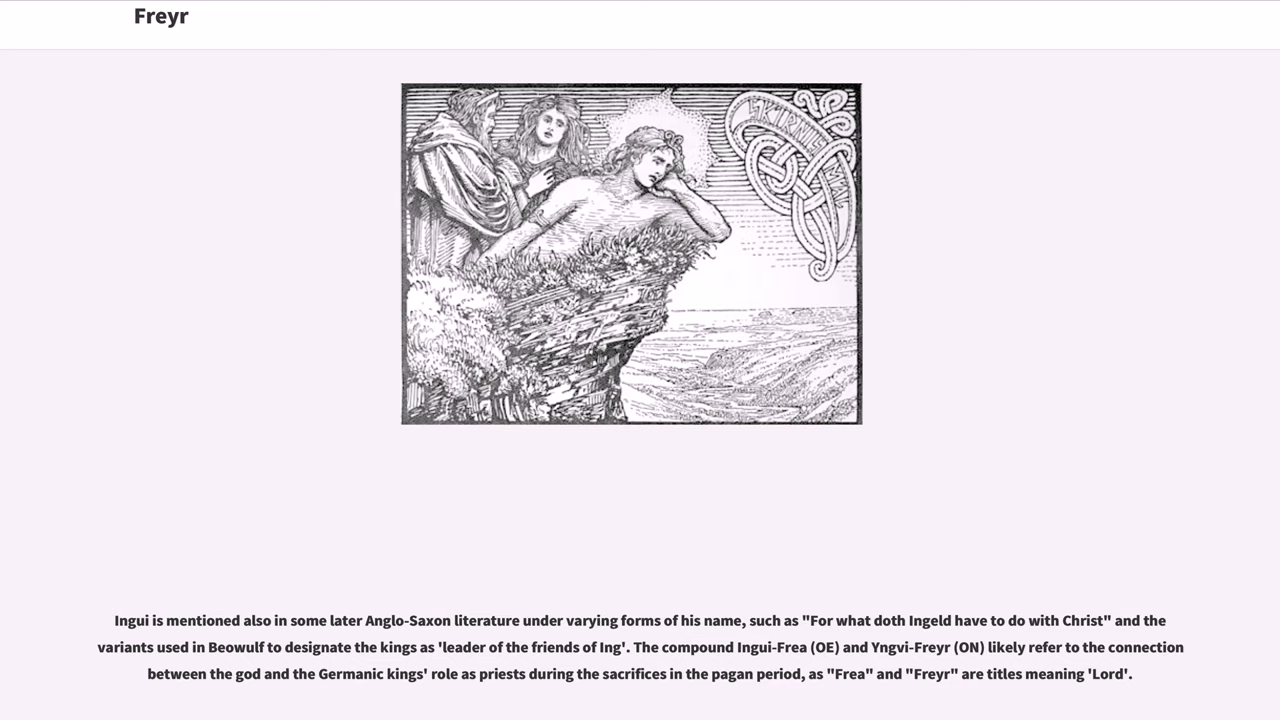 Freyr
SKIRNIS MAL
Ingui is mentioned also in some later Anglo-Saxon literature under varying forms of his name, such as "For what doth Ingeld have to do with Christ" and the
variants used in Beowulf to designate the kings as 'leader of the friends of Ing'. The compound Ingui-Frea (OE) and Yngvi-Freyr (ON) likely refer to the connection
between the god and the Germanic kings' role as priests during the sacrifices in the pagan period, as "Frea" and "Freyr" are titles meaning 'Lord'.